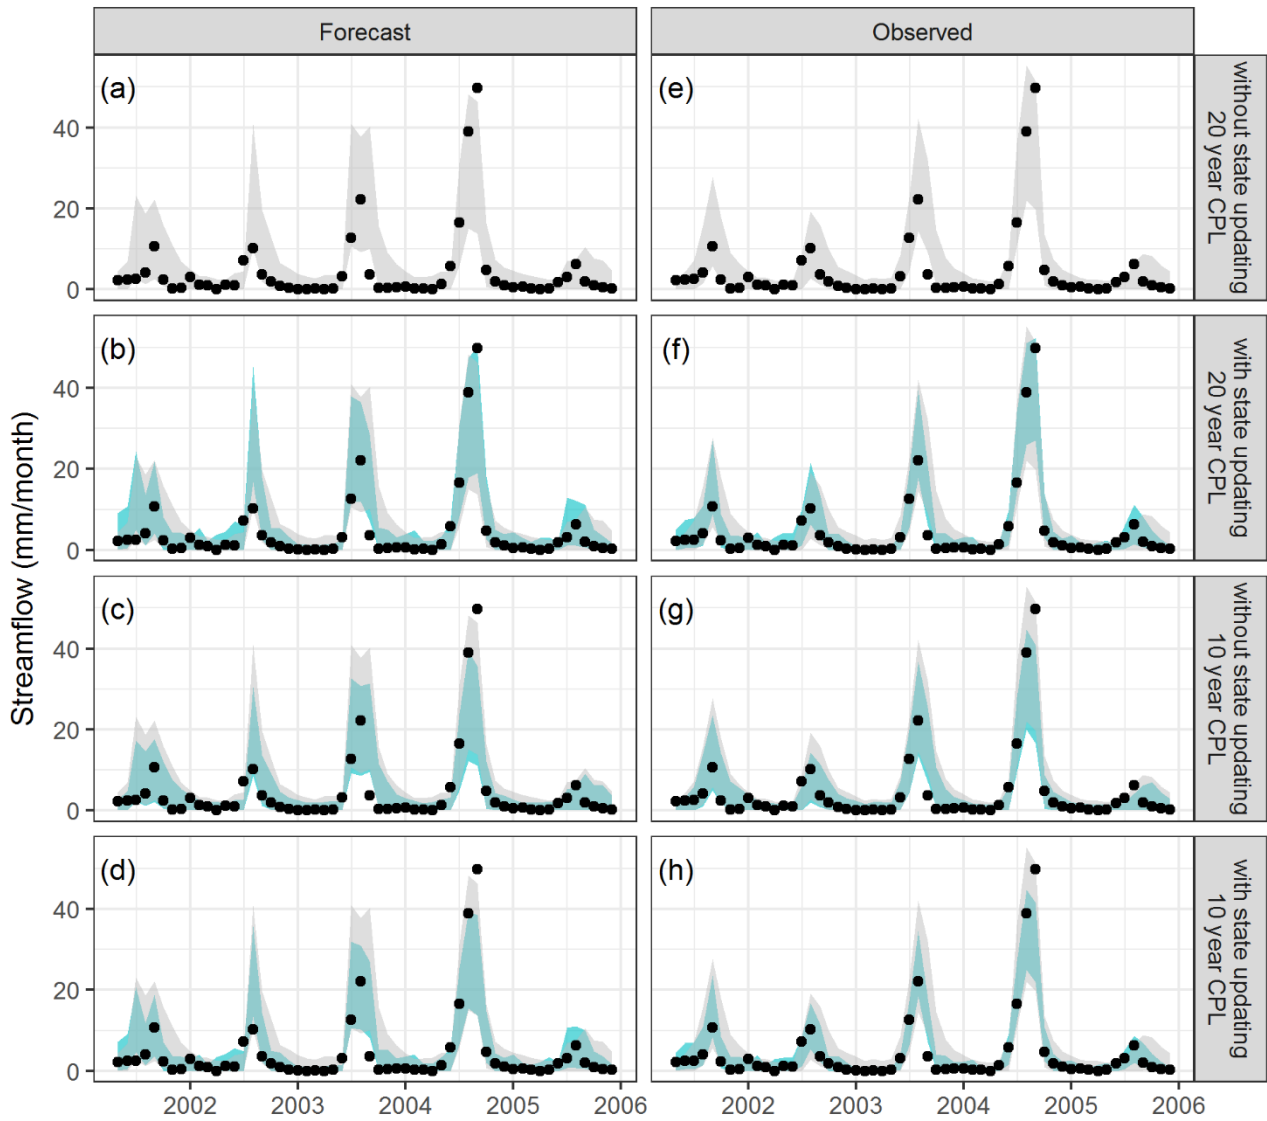 Forecast
Observed
(a)
(e)
40
20
0
without state updating
20 year CPL
(b)
(f)
40
20
0
with state updating
20 year CPL
Streamflow (mm/month)
(c)
(g)
40
20
0
without state updating
10 year CPL
(d)
(h)
40
20
0
with state updating
10 year CPL
2002 2003 2004 2005 2006
2002 2003 2004 2005 2006